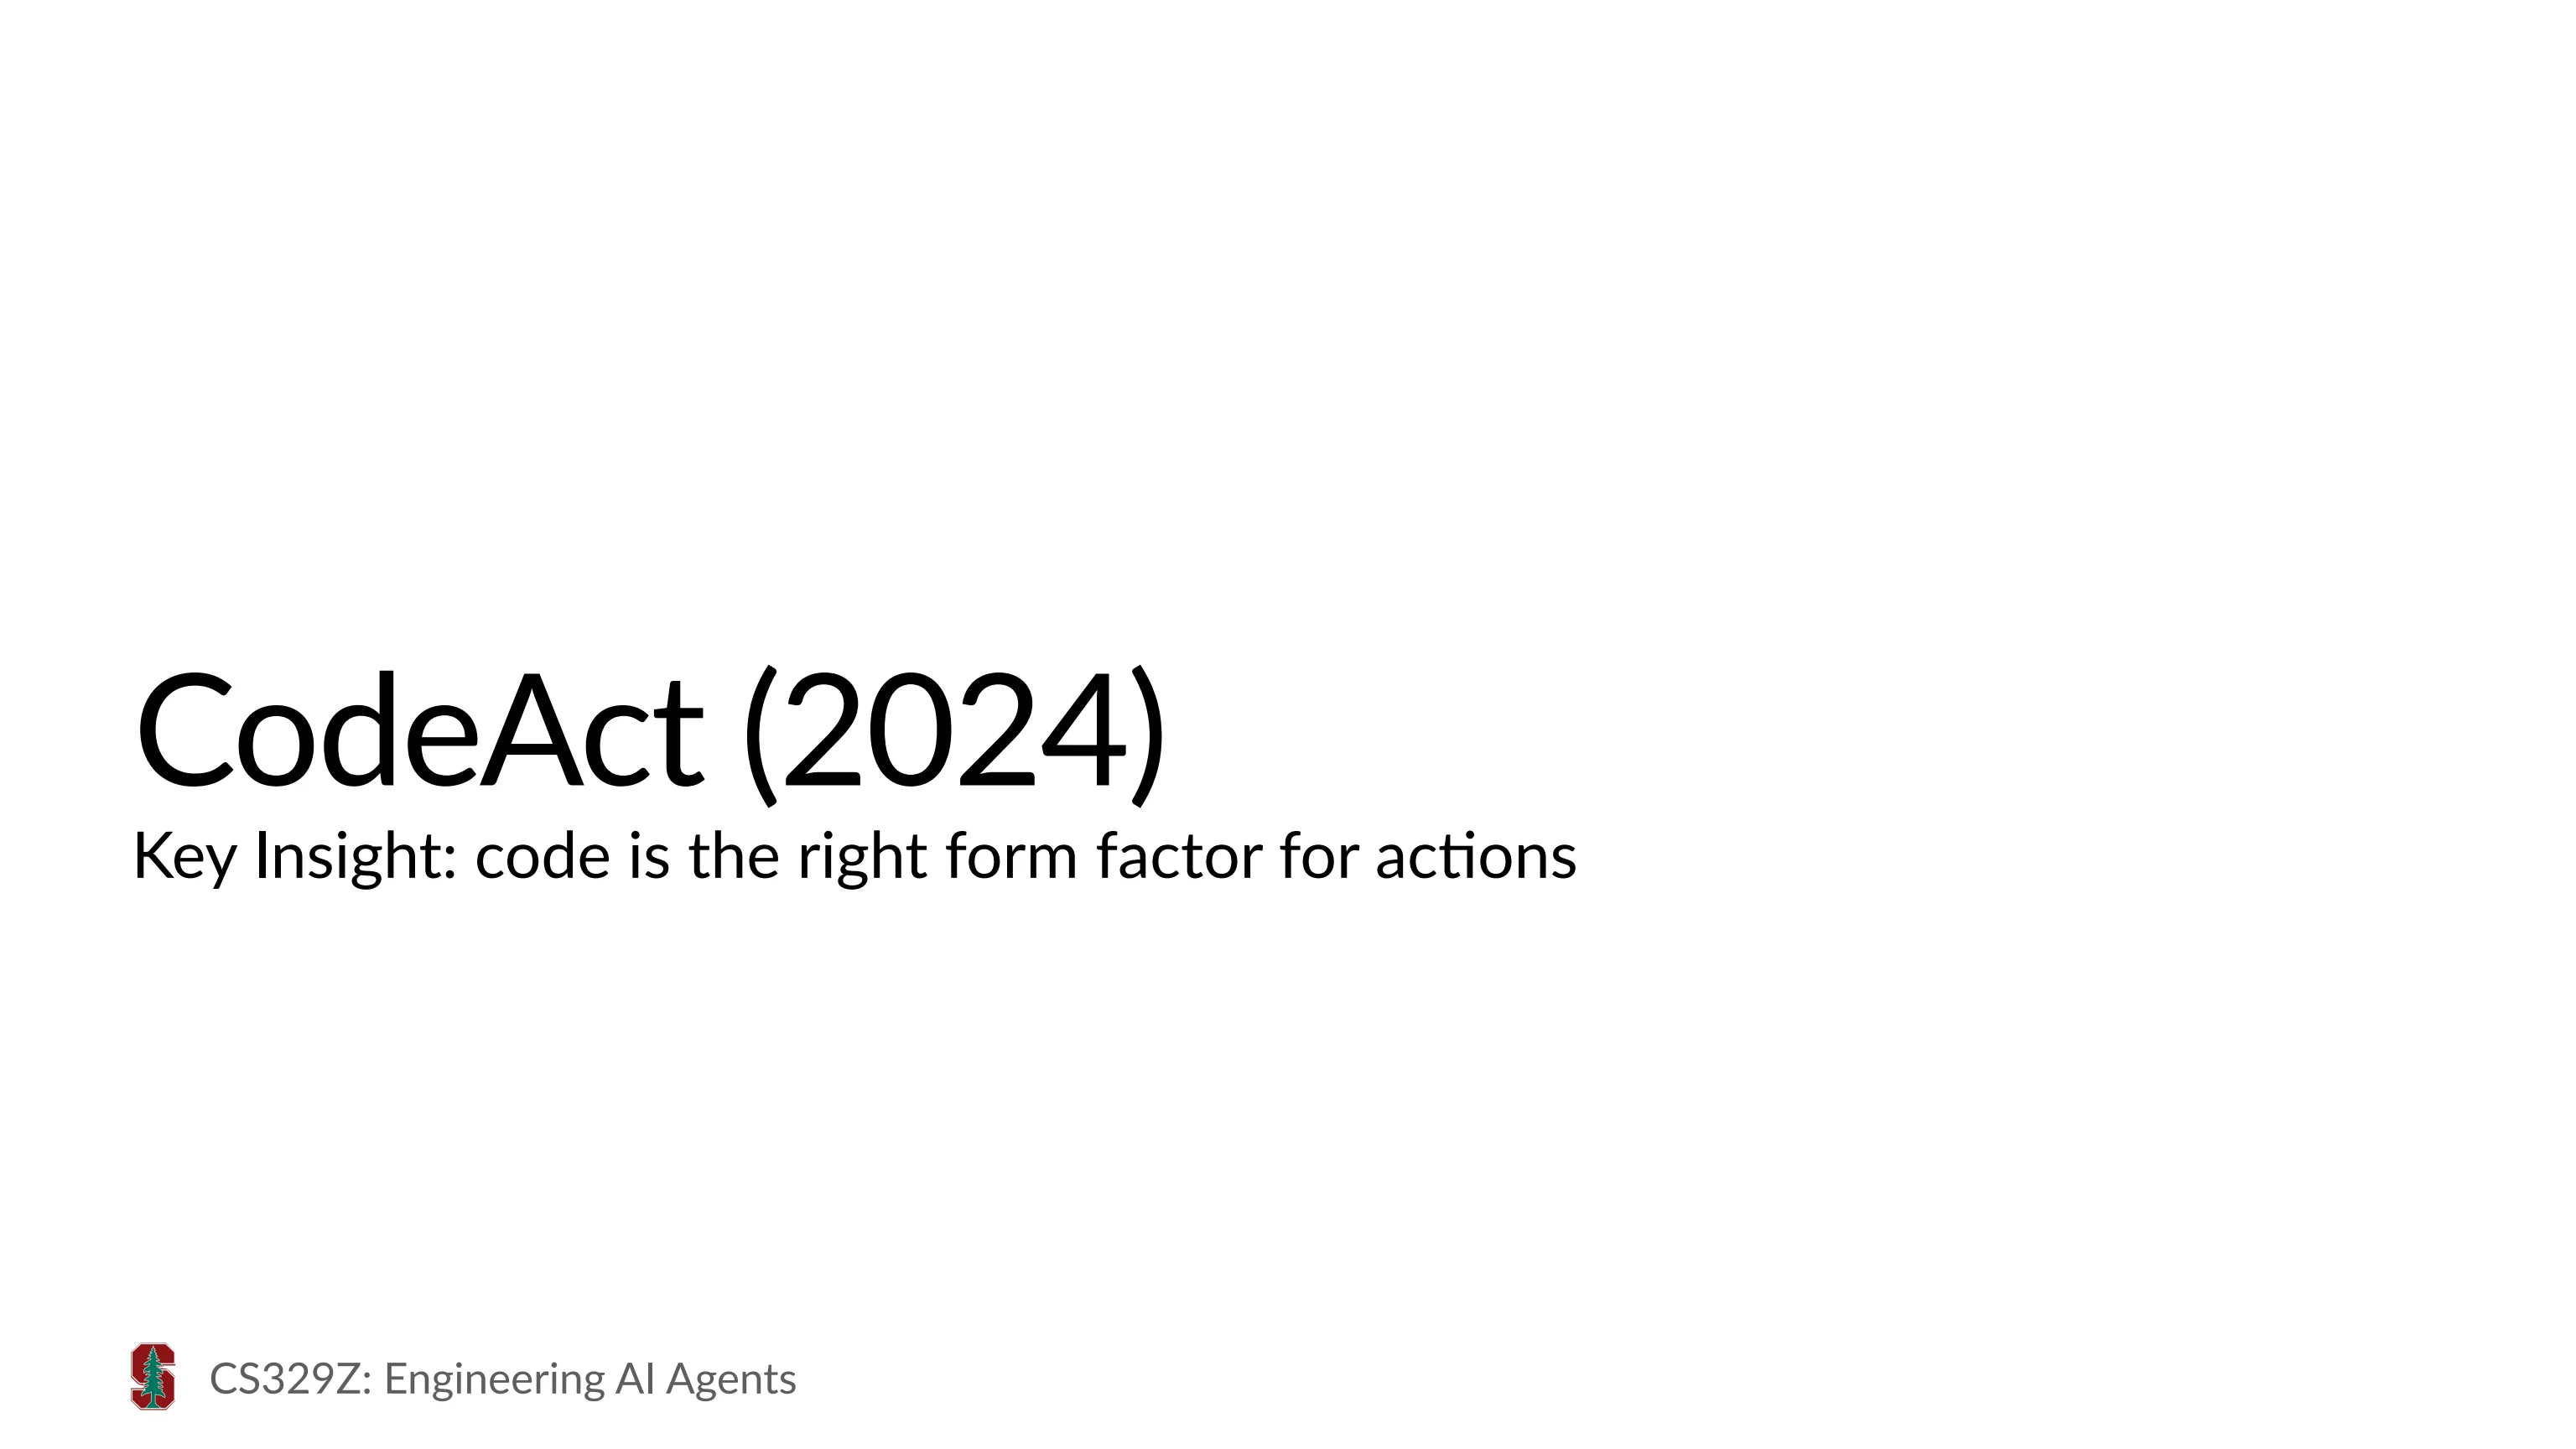 CodeAct (2024)
Key Insight: code is the right form factor for actions
CS329Z: Engineering AI Agents